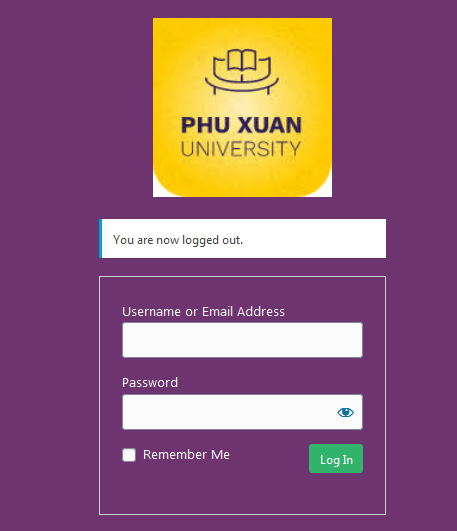 PHU XUAN
UNIVERSITY
You are now logged out.
Username or Email Address
Password
Remember Me
Log In